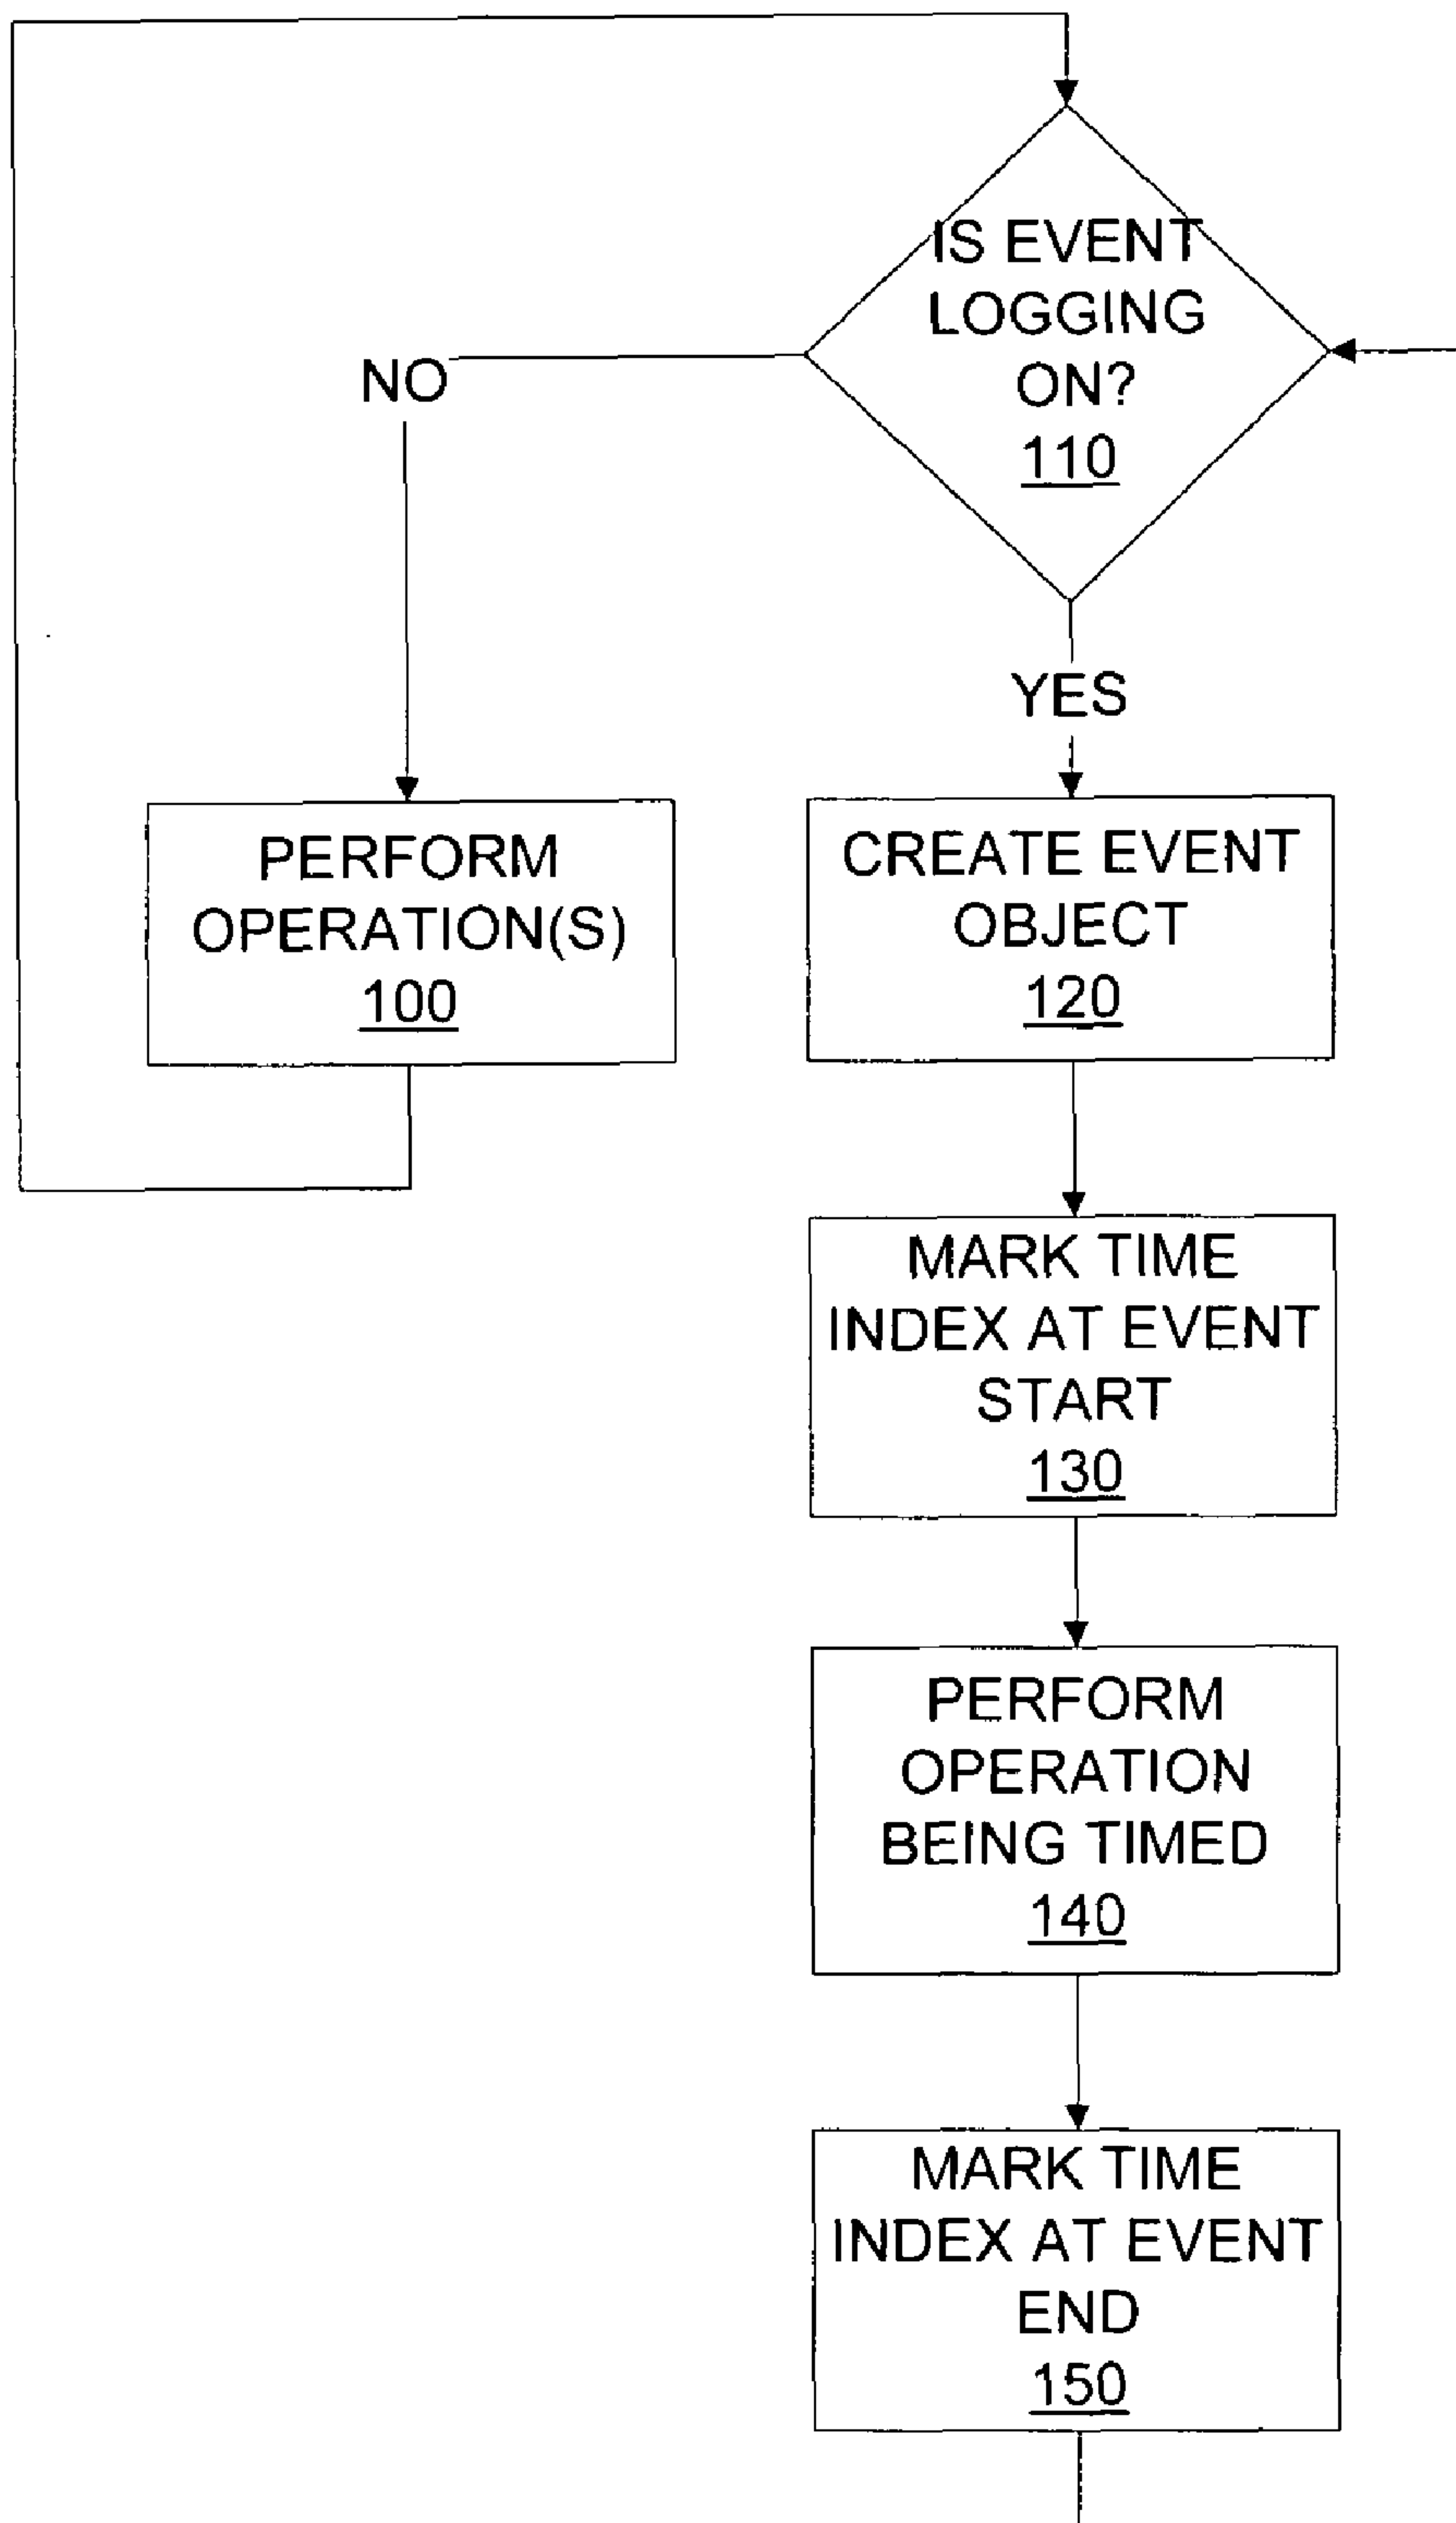 IS EVENT
LOGGING
ON?
110
NO
YES
PERFORM
OPERATION(S)
100
CREATE EVENT
OBJECT
120
MARK TIME
INDEX AT EVENT
START
130
PERFORM
OPERATION
BEING TIMED
140
MARK TIME
INDEX AT EVENT
END
150